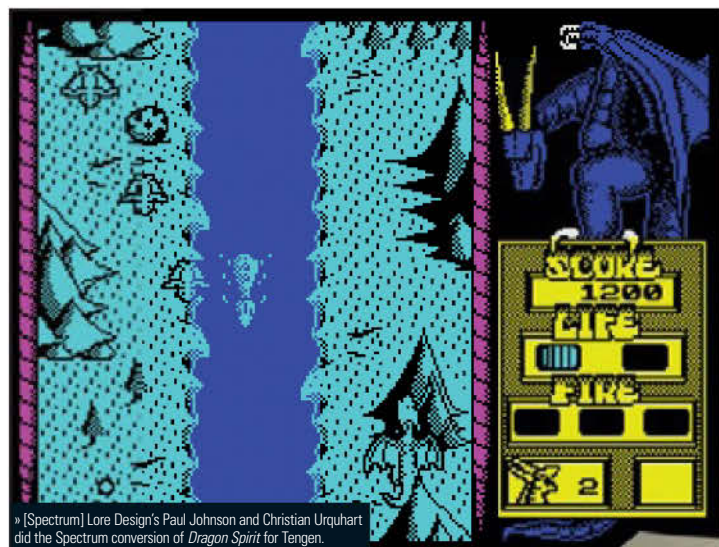 SCORE
1200
LIFE
FIRE
2
» [Spectrum] Lore Design's Paul Johnson and Christian Urquhart
did the Spectrum conversion of Dragon Spirit for Tengen.